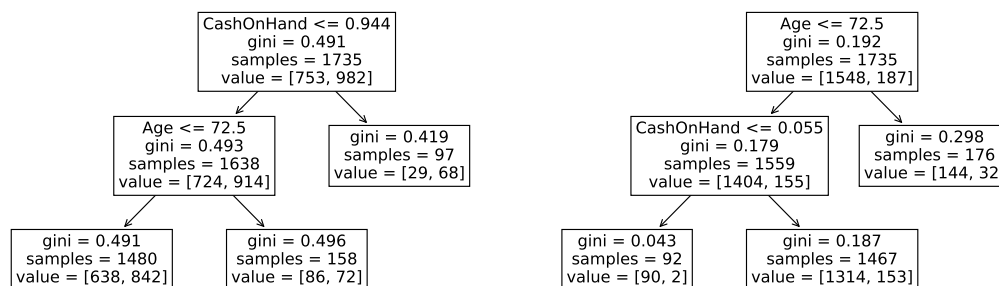 CashOnHand <= 0.944
gini = 0.491
samples = 1735
value = [753, 982]
Age <= 72.5
gini = 0.493
samples = 1638
value = [724, 914]
gini = 0.419
samples = 97
value = [29, 68]
gini = 0.491
samples = 1480
value = [638, 842]
gini = 0.496
samples = 158
value = [86, 72]
Age <= 72.5
gini = 0.192
samples = 1735
value = [1548, 187]
CashOnHand <= 0.055
gini = 0.179
samples = 1559
value = [1404, 155]
gini = 0.298
samples = 176
value = [144, 32
gini = 0.043
samples = 92
value = [90, 2]
gini = 0.187
samples = 1467
value = [1314, 153]